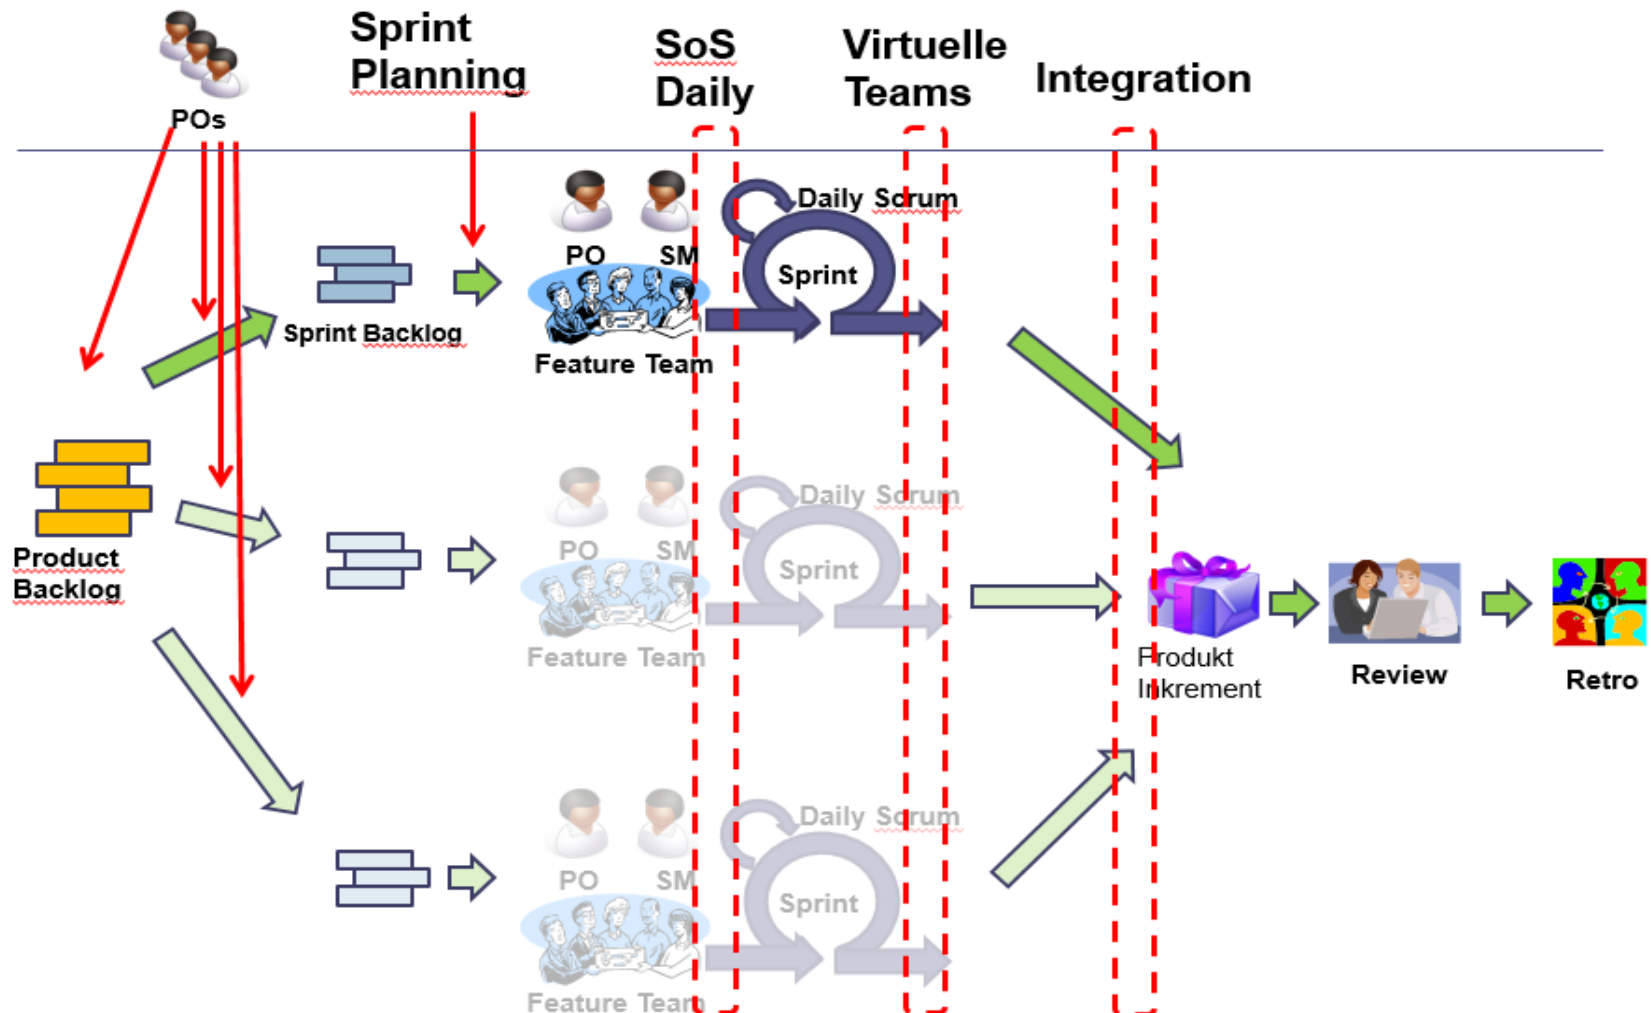 Sprint
Planning
SoS
Daily
Virtuelle
Teams
Integration
POs
Daily Scrum
PO
SM
Sprint
Sprint Backlog
Feature Team
Daily Scrum
PO
SM
Sprint
Product
Backlog
Feature Team
Produkt
Inkrement
Review
Retro
Daily Scrum
PO
SM
Sprint
Feature Team